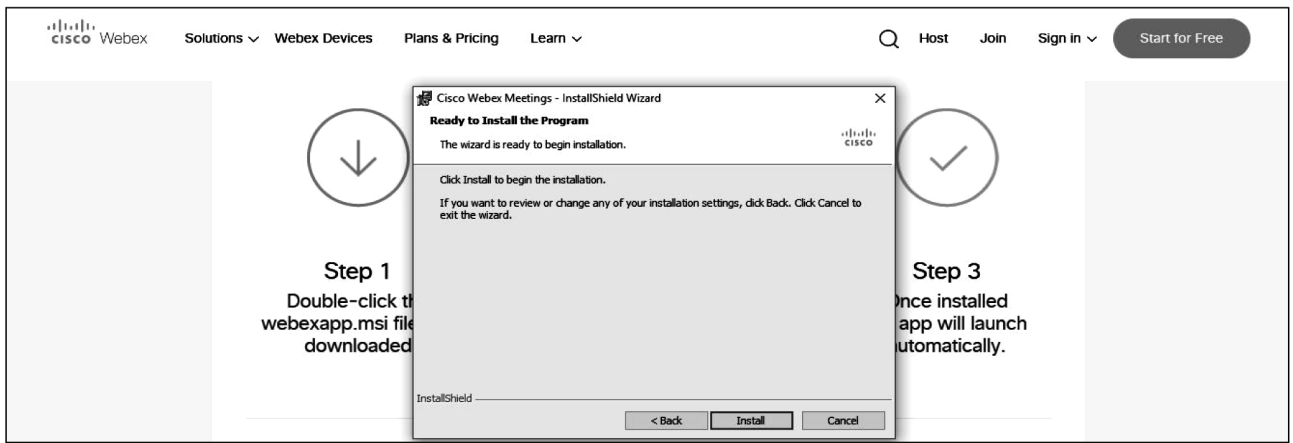 CISCO Webex Solutions Webex Devices Plans & Pricing Learn Host Join Sign in Start for Free
Cisco Webex Meetings - InstallShield Wizard
Ready to Install the Program
The wizard is ready to begin installation.
CISCO
Click Install to begin the installation.
If you want to review or change any of your installation settings, click Back. Click Cancel to
exit the wizard.
InstallShield
< Back Install Cancel
Step 1
Double-click
webexapp.msi
downloaded
Step 3
installed
app will launch